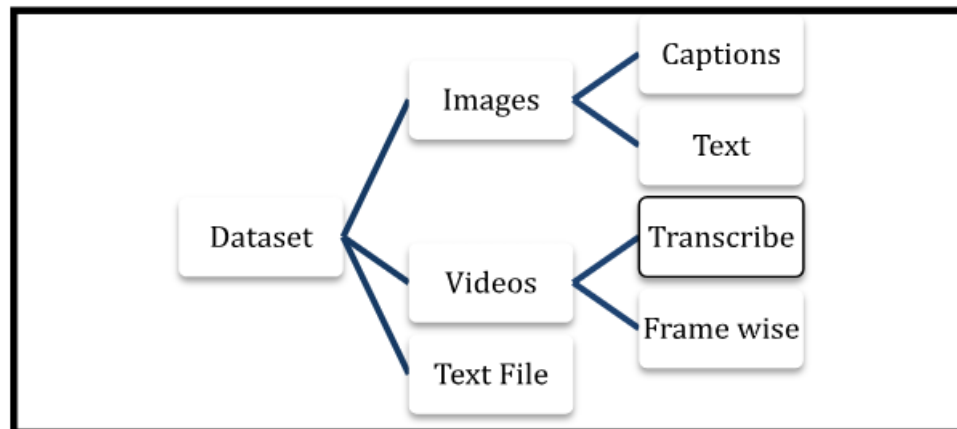 Captions
Images
Text
Dataset
Transcribe
Videos
Frame wise
Text File